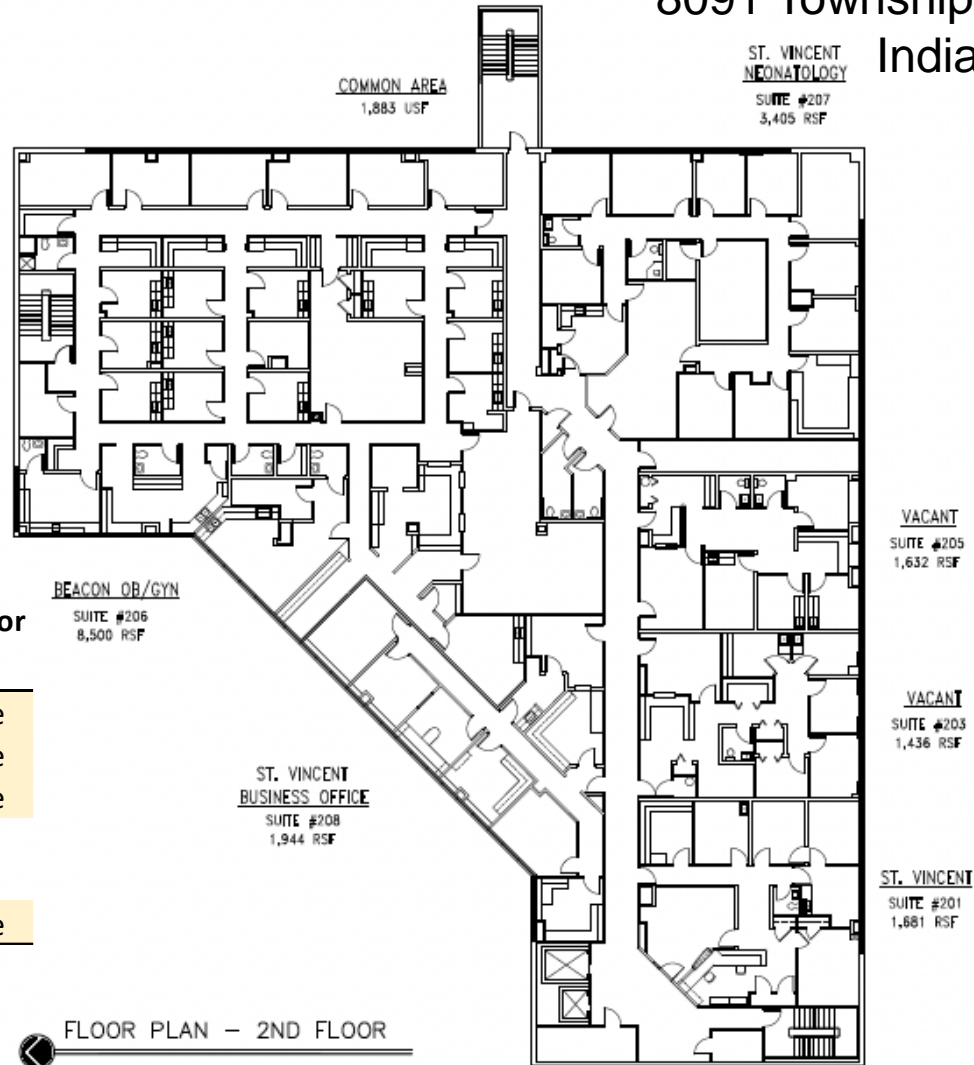 8091 Township
India
COMMON AREA
1,883 USF
ST. VINCENT
NEONATOLOGY
SUITE #207
3,405 RSF
VACANT
SUITE #205
1,632 RSF
BEACON OB/GYN
SUITE #206
8,500 RSF
or
e
e
e
e
VACANT
SUITE #203
1,436 RSF
ST. VINCENT
BUSINESS OFFICE
SUITE #208
1,944 RSF
ST. VINCENT
SUITE #201
1,681 RSF
FLOOR PLAN - 2ND FLOOR